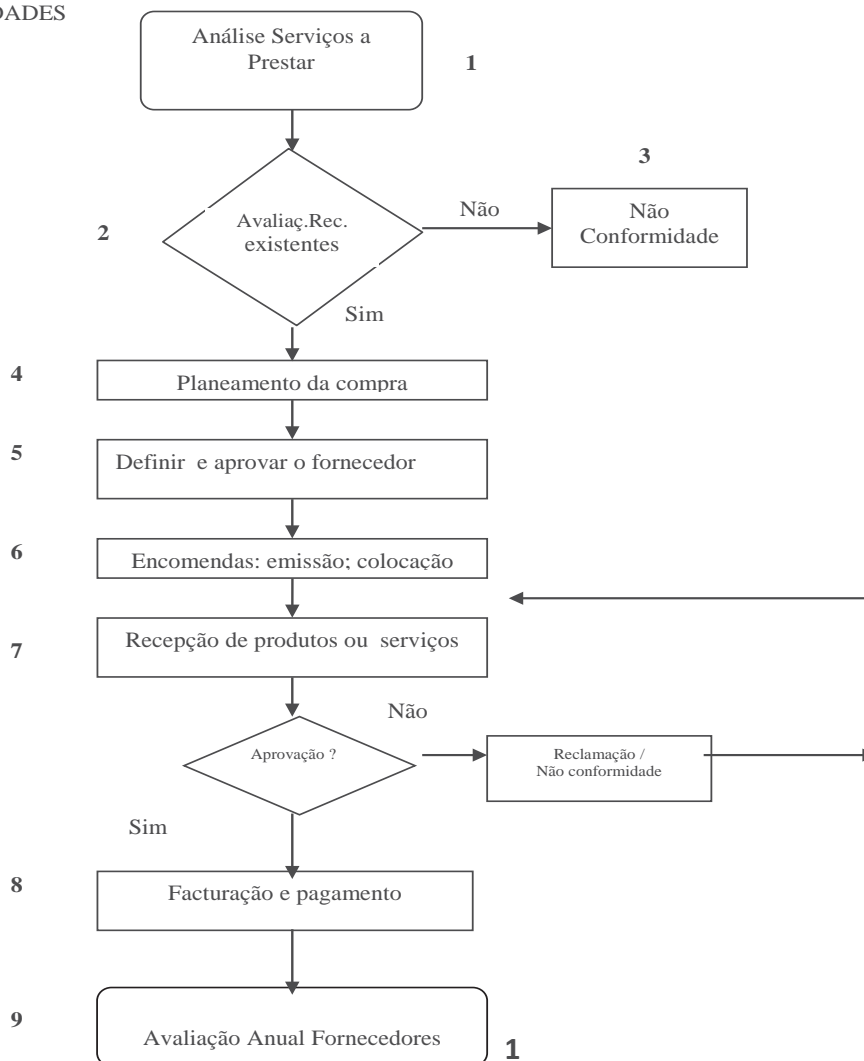 DADES
Análise Serviços a
Prestar
1
3
2
Avaliaç.Rec.
existentes
Não
Não
Conformidade
Sim
4
Planeamento da compra
5
Definir e aprovar o fornecedor
6
Encomendas: emissão; colocação
7
Recepção de produtos ou serviços
Não
Aprovação ?
Reclamação /
Não conformidade
Sim
8
Facturação e pagamento
9
Avaliação Anual Fornecedores
1